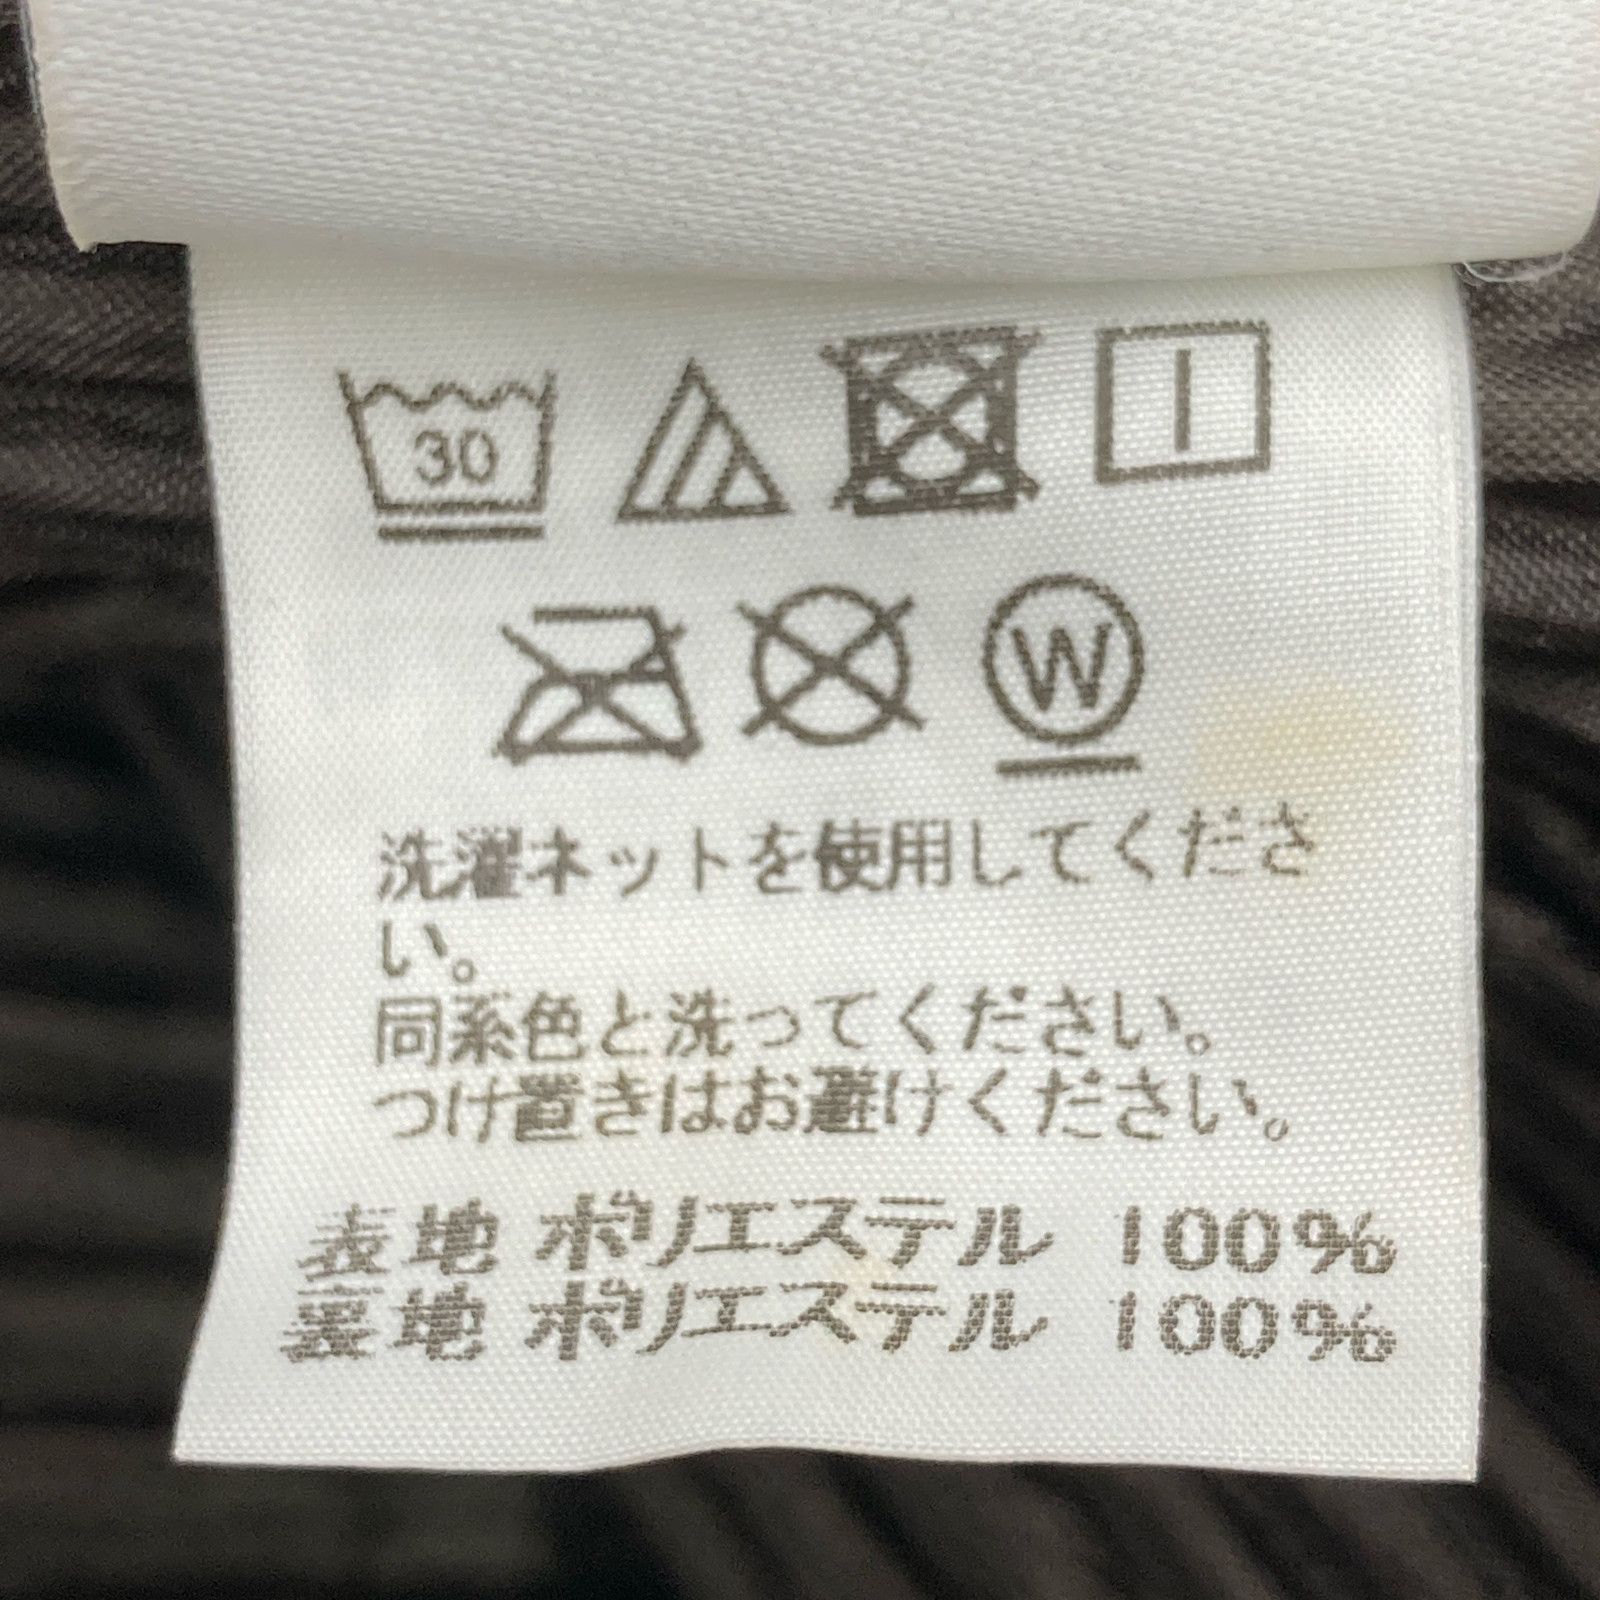 30
W
洗濯ネットを使用してくださ
い。
同系色と洗ってください。
つけ置きはお避けください。
表地 ポリエステル 100%
裏地 ポリエステル 100%